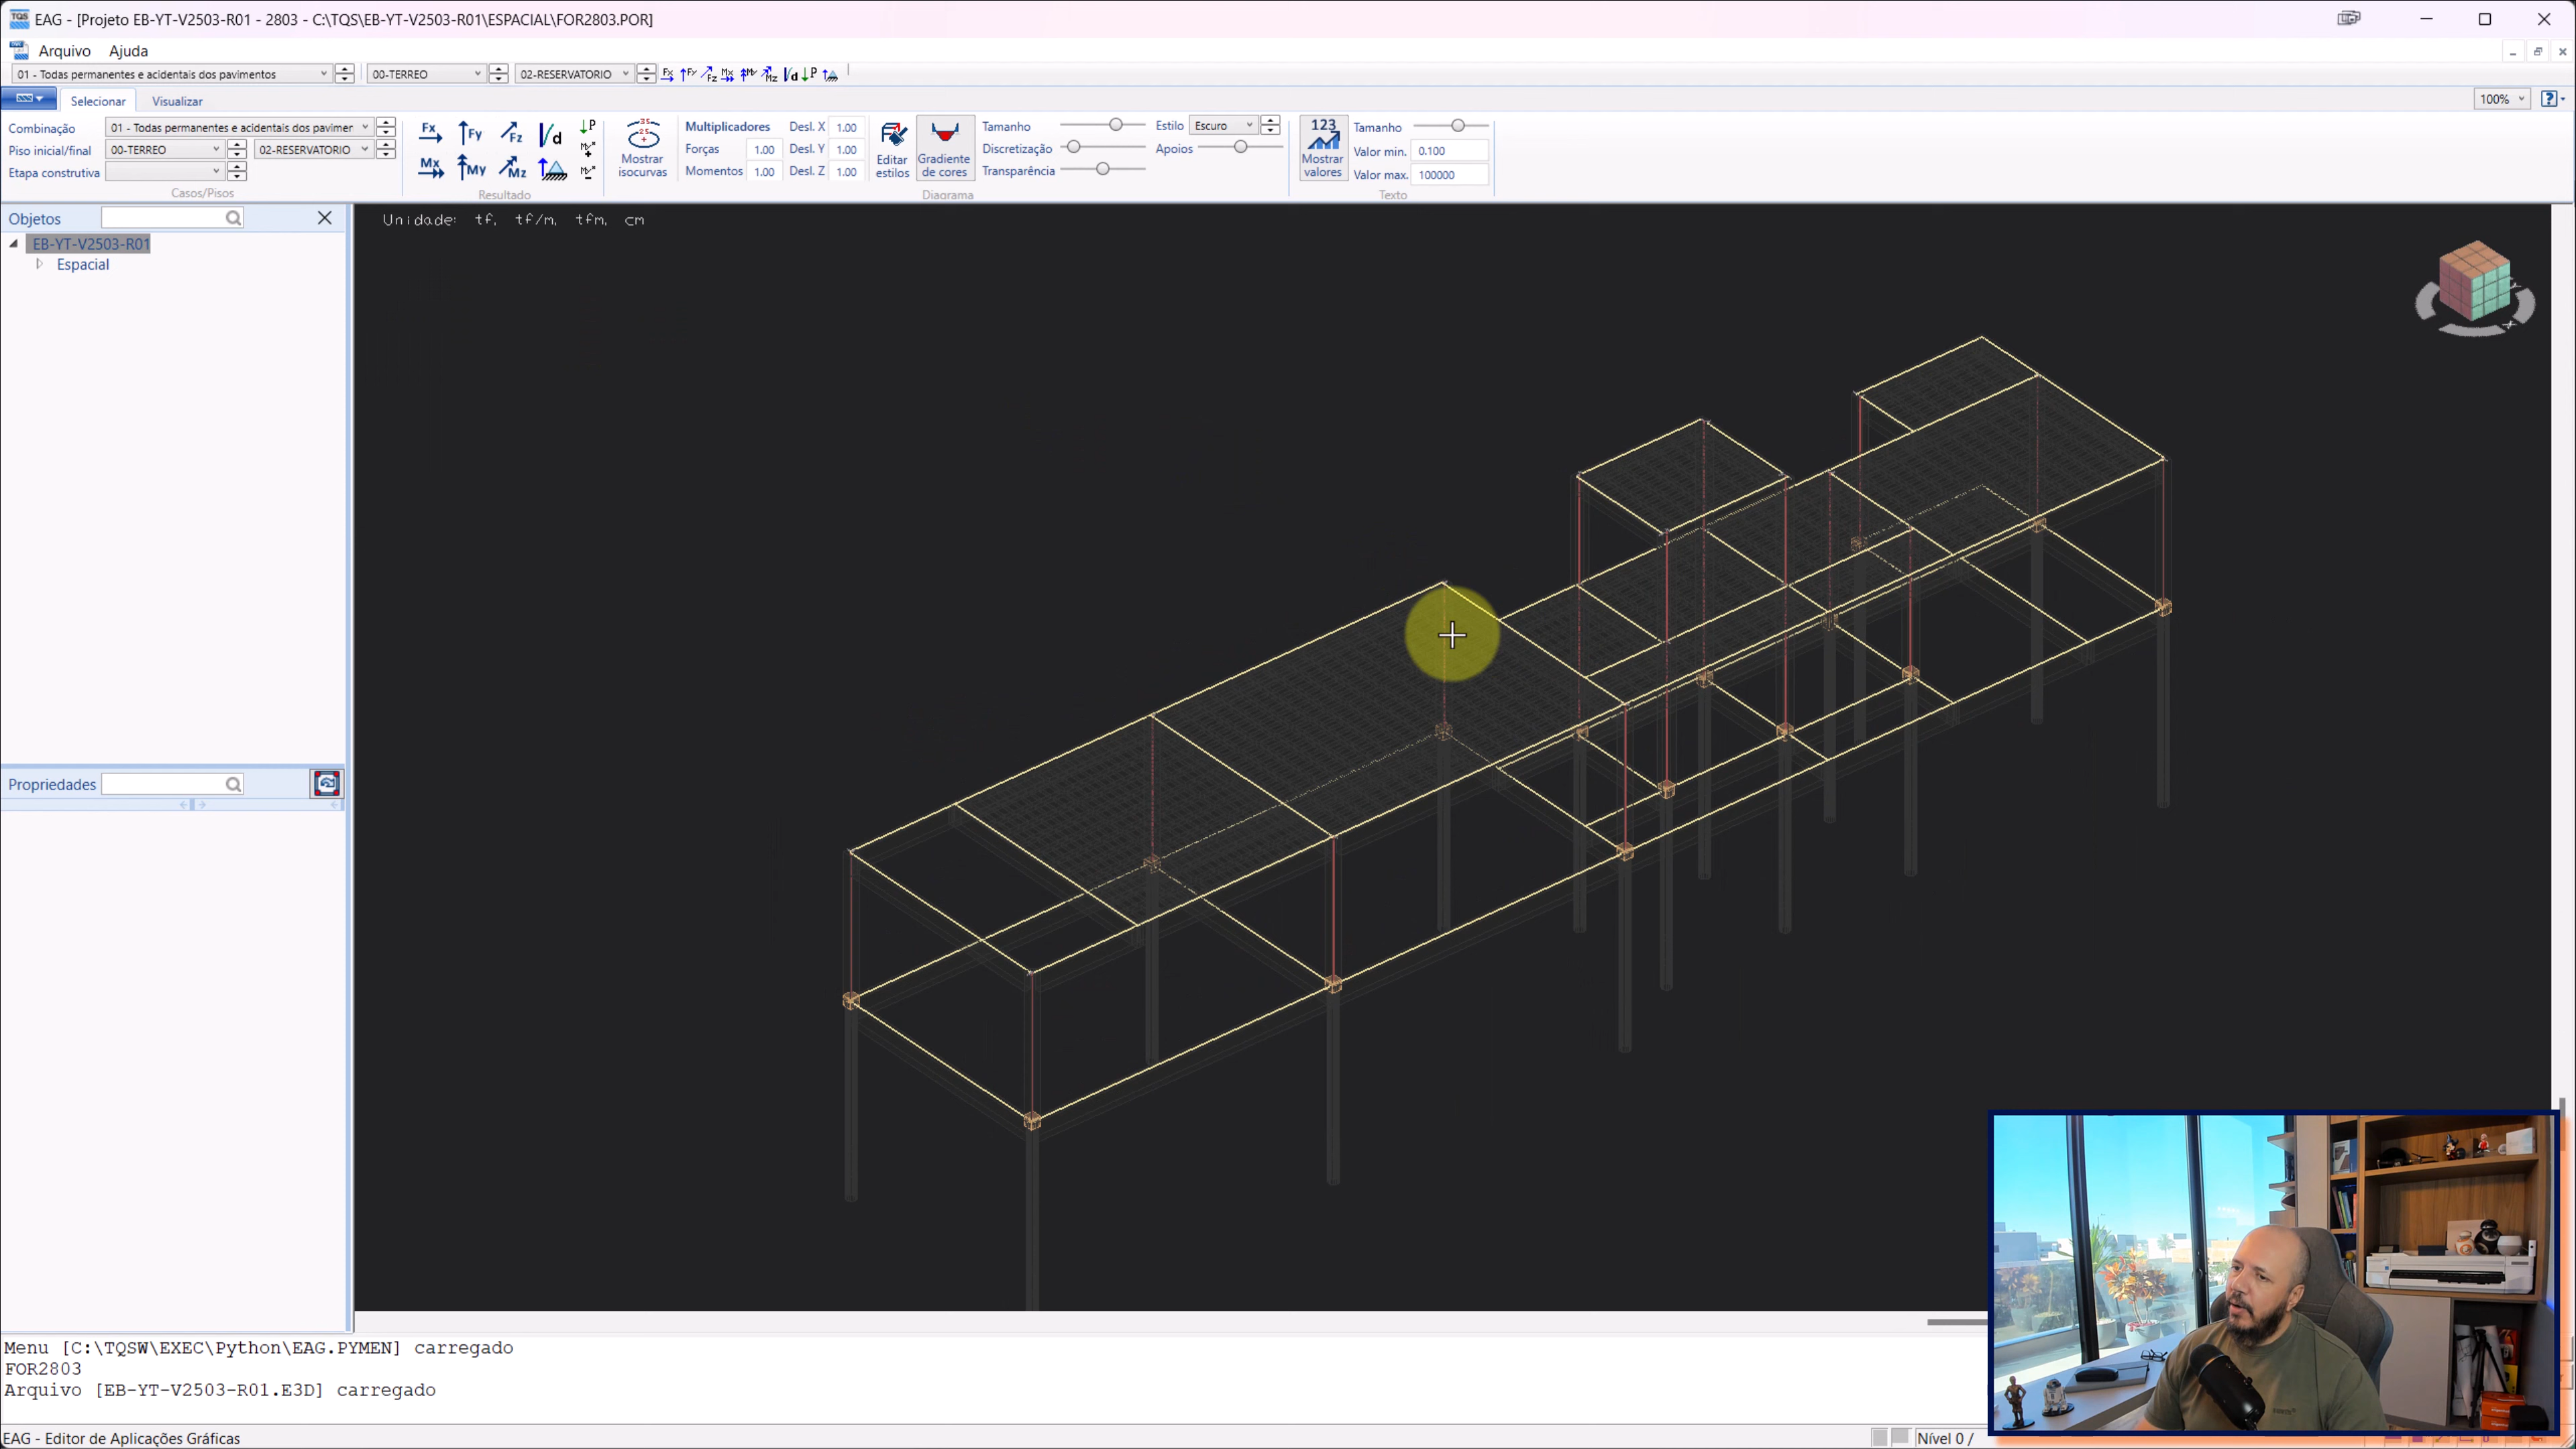 EAG - [Projeto EB-YT-V2503-R01 - 2803 - C:\TQS\EB-YT-V2503-R01\ESPACIAL\FOR2803.POR]
Arquivo Ajuda
01 - Todas permanentes e acidentais dos pavimentos 00-TERREO 02-RESERVATORIO Fx Fy Fz Mx My Mz d P
Selecionar Visualizar 100% ?
Combinação 01 - Todas permanentes e acidentais dos pavimer
Piso inicial/final 00-TERREO 02-RESERVATORIO
Etapa construtiva
Casos/Pisos
Fx Fy Fz d P
Mx My Mz
Resultado
Mostrar isocurvas
Multiplicadores Desl. X 1.00
Forças 1.00 Desl. Y 1.00
Momentos 1.00 Desl. Z 1.00
Editar estilos
Gradiente de cores
Tamanho Estilo Escuro
Discretização Apoios
Transparência
Diagrama
123
Mostrar valores
Tamanho
Valor min. 0.100
Valor max. 100000
Texto
Objetos
EB-YT-V2503-R01
Espacial
Propriedades
Unidade: tf, tf/m, tfm, cm
Menu [C:\TQSW\EXEC\Python\EAG.PYMEN] carregado
FOR2803
Arquivo [EB-YT-V2503-R01.E3D] carregado
EAG - Editor de Aplicações Gráficas
Nível 0 /